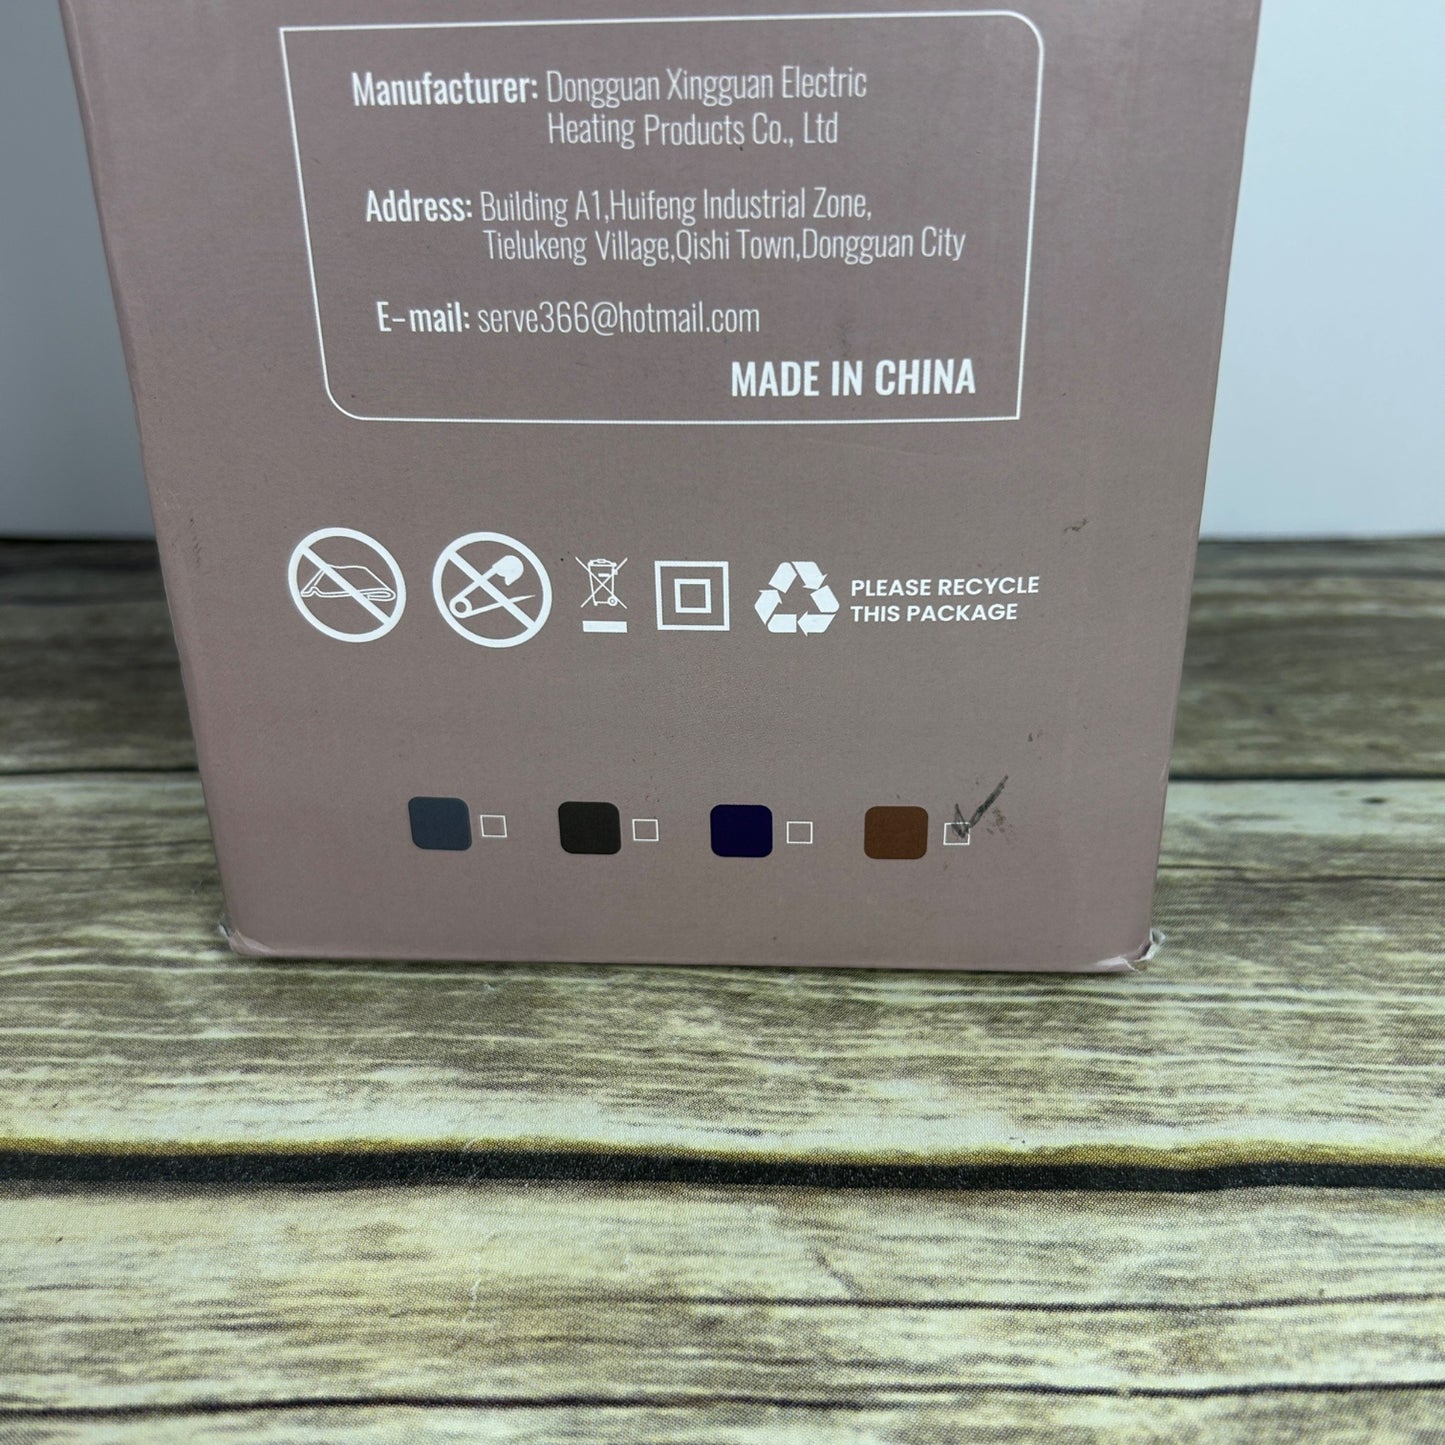 Manufacturer: Dongguan Xingguan Electric
Heating Products Co., Ltd
Address: Building A1,Huifeng Industrial Zone,
Tielukeng Village,Qishi Town,Dongguan City
E-mail: serve366@hotmail.com
MADE IN CHINA
PLEASE RECYCLE
THIS PACKAGE